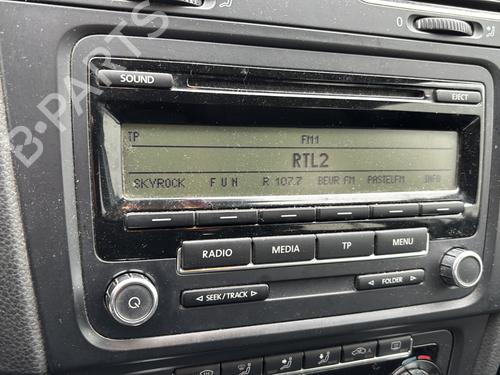 B-PARTS
0
SOUND
EJECT
TP FM1
RTL2
SKYROCK FUN R 107.7 BEUR FM PASTELFM INFO
RADIO MEDIA TP MENU
SEEK / TRACK FOLDER